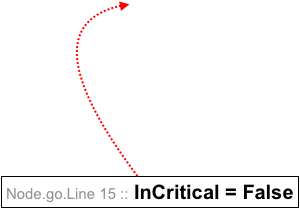 Node.go.Line 15 :: InCritical = False